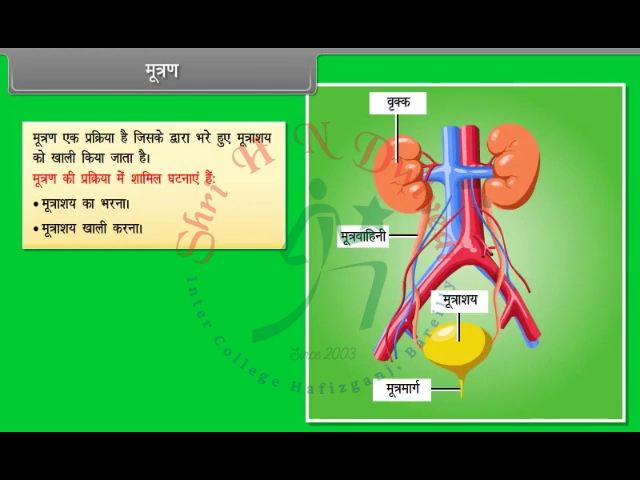 मूत्रण
मूत्रण एक प्रक्रिया है जिसके द्वारा भरे हुए मूत्राशय
को खाली किया जाता है।
मूत्रण की प्रक्रिया में शामिल घटनाएं हैं:
•मूत्राशय का भरना।
•मूत्राशय खाली करना।
वृक्क
मूत्रवाहिनी
मूत्राशय
मूत्रमार्ग
Shri H N
Since 2003
Inter College Hafizganj, Bareilly